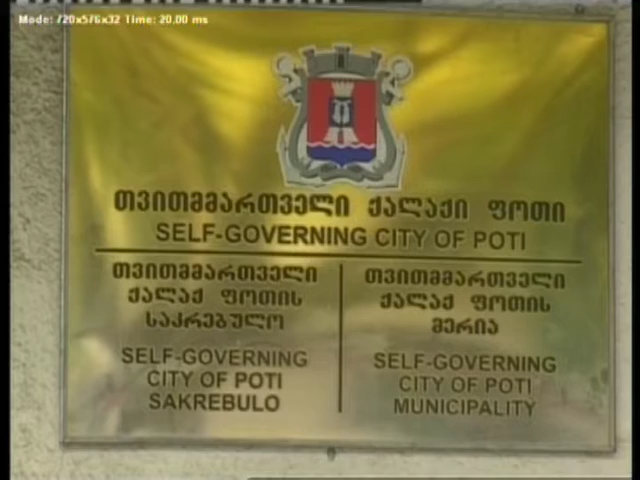 Mode: 720x576x32 Time: 20.00 ms
თვითმმართველი ქალაქი ფოთი
SELF-GOVERNING CITY OF POTI
თვითმმართველი
ქალაქ ფოთის
საკრებულო
SELF-GOVERNING
CITY OF POTI
SAKREBULO
თვითმმართველი
ქალაქ ფოთის
მერია
SELF-GOVERNING
CITY OF POTI
MUNICIPALITY